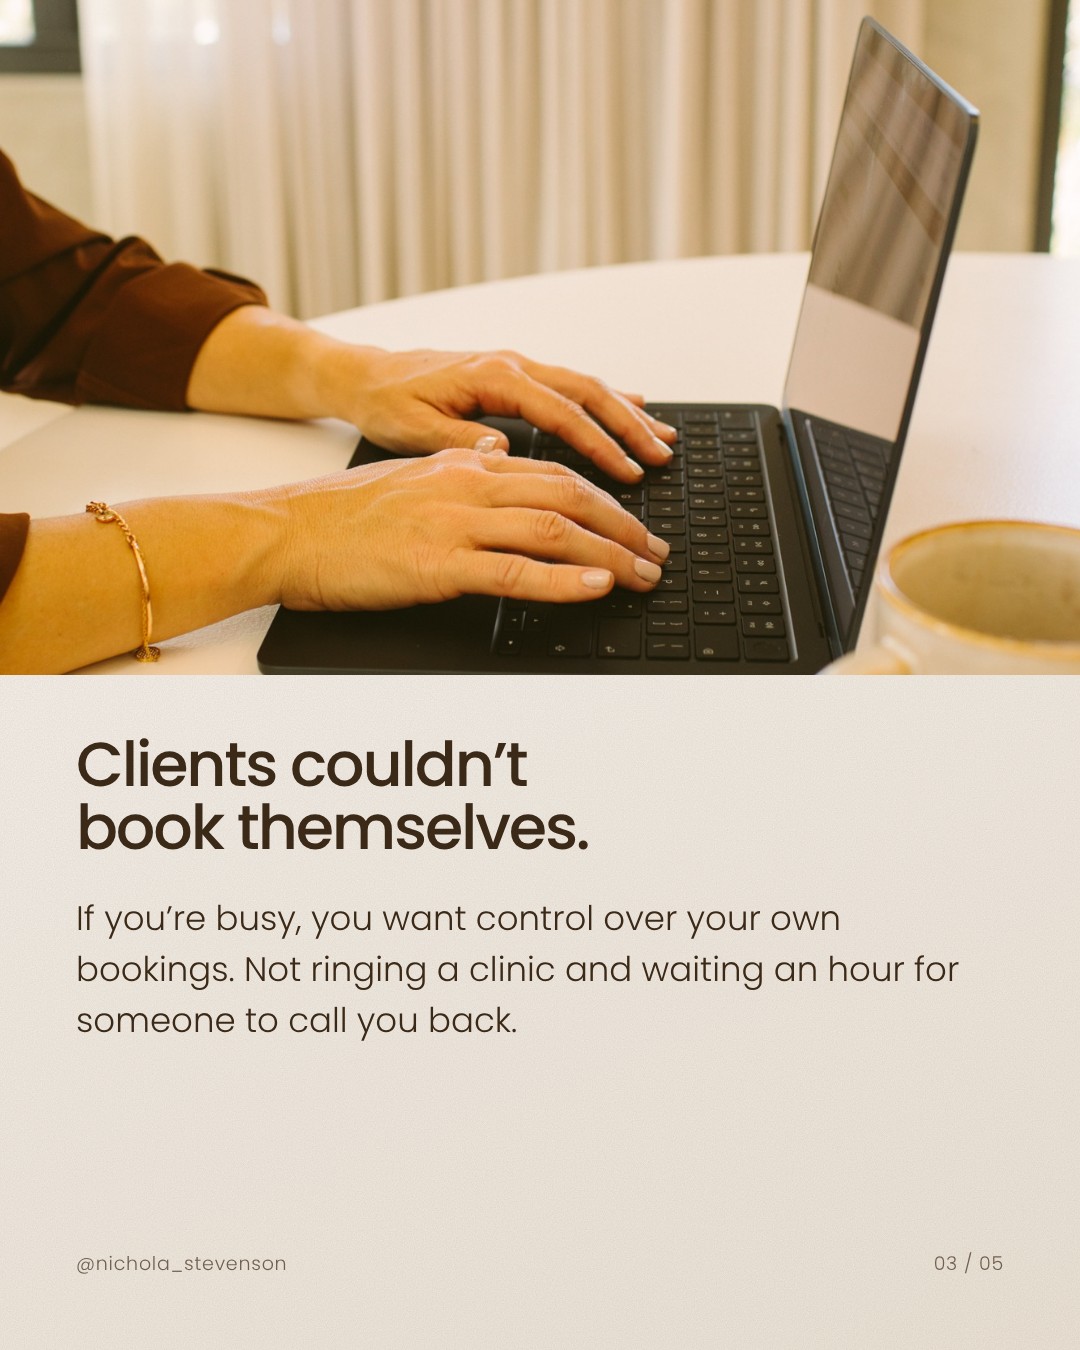 Clients couldn’t
book themselves.
If you’re busy, you want control over your own
bookings. Not ringing a clinic and waiting an hour for
someone to call you back.
@nichola_stevenson
03 / 05